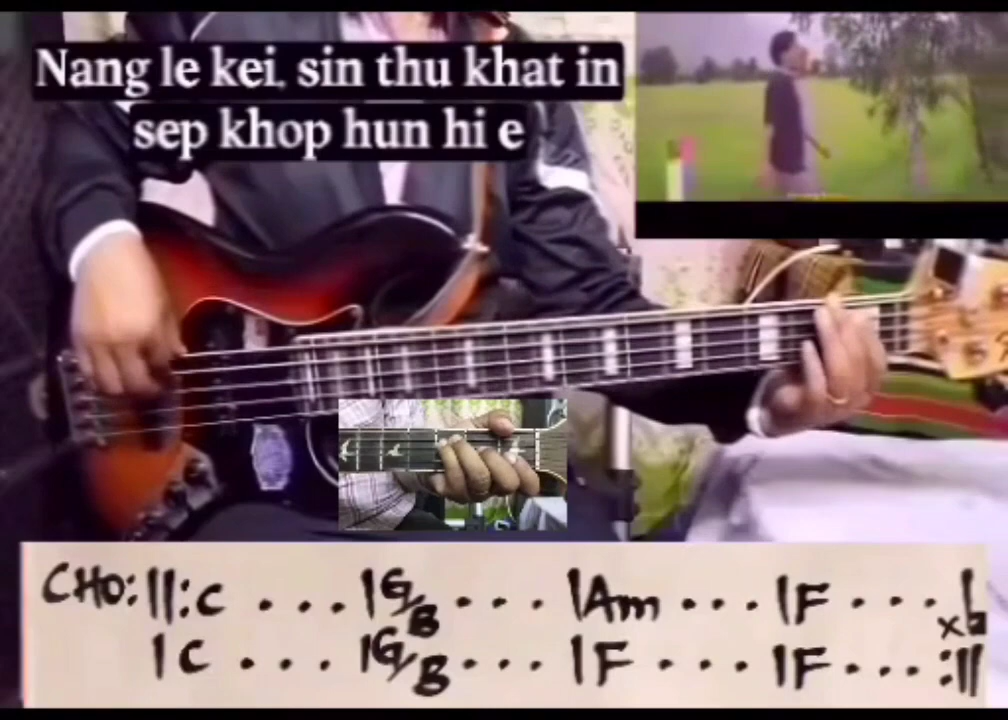 Nang le kei, sin thu khat in
sep khop hun hi e
CHO: ||: C . . . | G/B . . . | Am . . . | F . . . . |
| C . . . | G/B . . . | F . . . . | F . . . :||